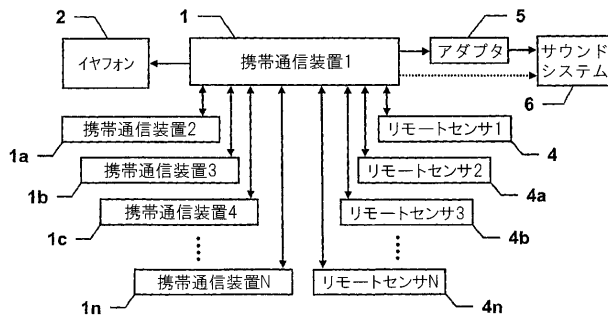 2
1
5
イヤフォン
携帯通信装置1
アダプタ
サウンド
システム
6
携帯通信装置2
リモートセンサ1
1a
4
携帯通信装置3
リモートセンサ2
1b
4a
携帯通信装置4
リモートセンサ3
1c
4b
携帯通信装置N
リモートセンサN
1n
4n